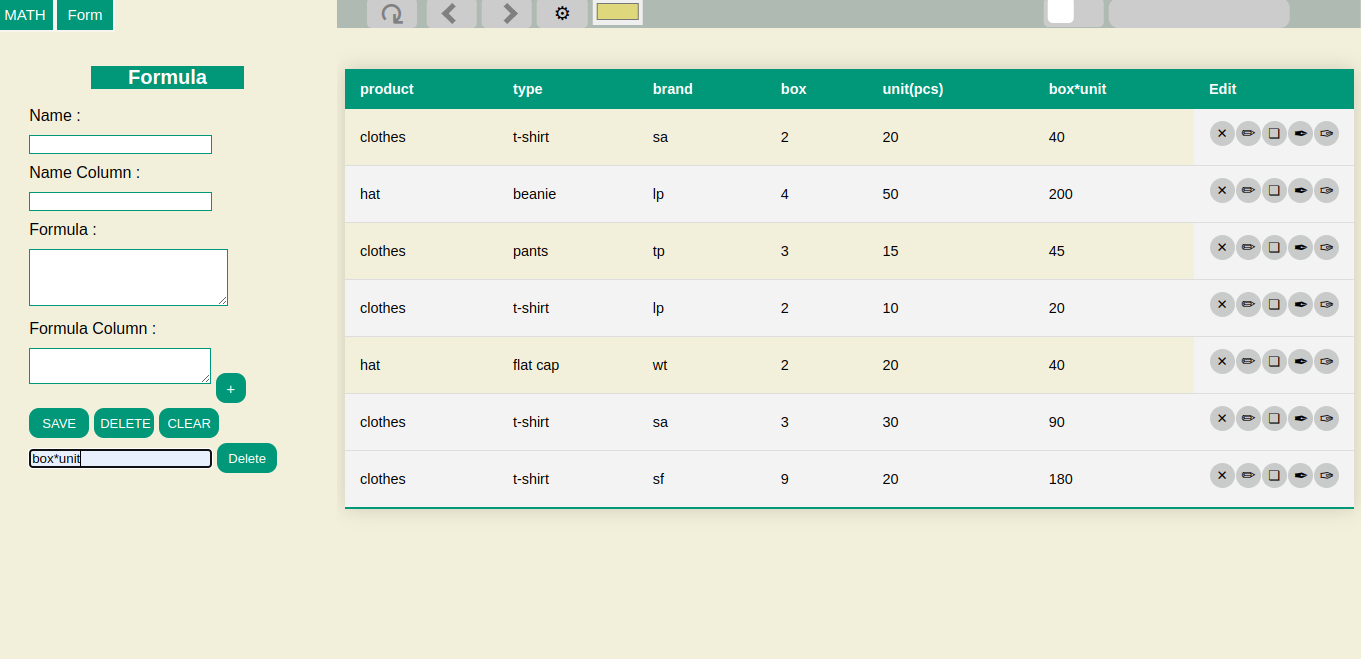 MATH Form
Formula
Name :
Name Column :
Formula :
Formula Column :
+
SAVE DELETE CLEAR
box*unit Delete
product type brand box unit(pcs) box*unit Edit
clothes t-shirt sa 2 20 40
hat beanie lp 4 50 200
clothes pants tp 3 15 45
clothes t-shirt lp 2 10 20
hat flat cap wt 2 20 40
clothes t-shirt sa 3 30 90
clothes t-shirt sf 9 20 180